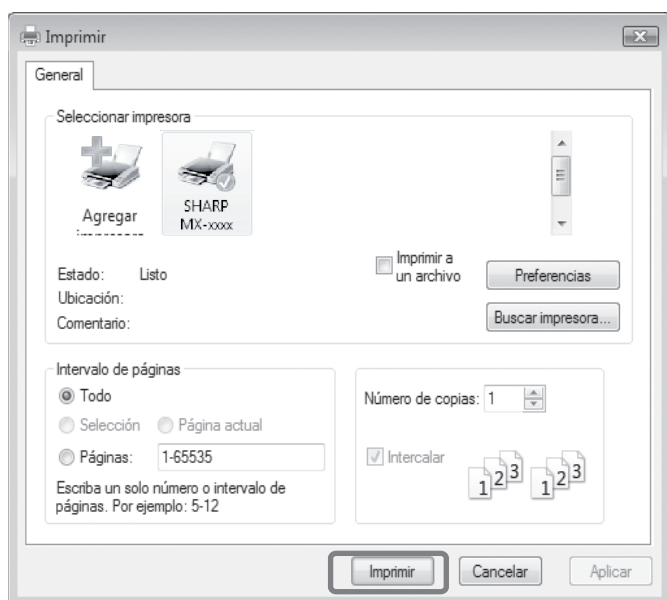 Imprimir
General
Seleccionar impresora
Agregar
SHARP
MX-xxxx
Estado: Listo
Ubicación:
Comentario:
Imprimir a
un archivo
Preferencias
Buscar impresora...
Intervalo de páginas
Todo
Selección Página actual
Páginas: 1-65535
Escriba un solo número o intervalo de
páginas. Por ejemplo: 5-12
Número de copias: 1
Intercalar
1 2 3 1 2 3
Imprimir Cancelar Aplicar